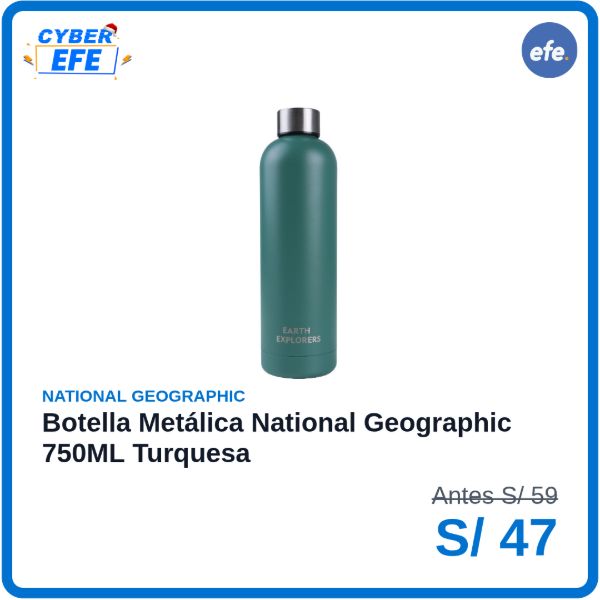 CYBER
EFE
efe.
EARTH
EXPLORERS
NATIONAL GEOGRAPHIC
Botella Metálica National Geographic
750ML Turquesa
Antes S/ 59
S/ 47